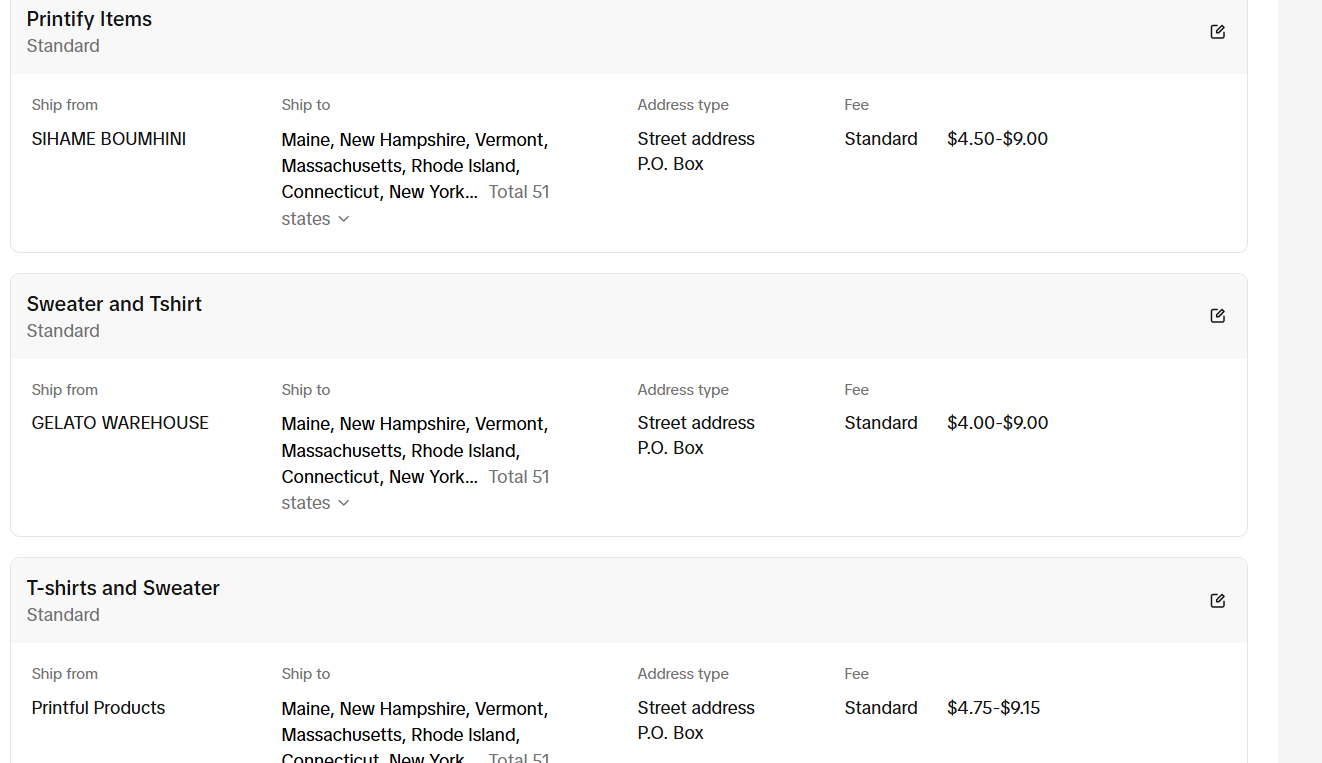 Printify Items
Standard
Ship from
Ship to
Address type
Fee
SIHAME BOUMHINI
Maine, New Hampshire, Vermont,
Massachusetts, Rhode Island,
Connecticut, New York... Total 51
states
Street address
P.O. Box
Standard $4.50-$9.00
Sweater and Tshirt
Standard
Ship from
Ship to
Address type
Fee
GELATO WAREHOUSE
Maine, New Hampshire, Vermont,
Massachusetts, Rhode Island,
Connecticut, New York... Total 51
states
Street address
P.O. Box
Standard $4.00-$9.00
T-shirts and Sweater
Standard
Ship from
Ship to
Address type
Fee
Printful Products
Maine, New Hampshire, Vermont,
Massachusetts, Rhode Island,
Connecticut, New York... Total 51
Street address
P.O. Box
Standard $4.75-$9.15